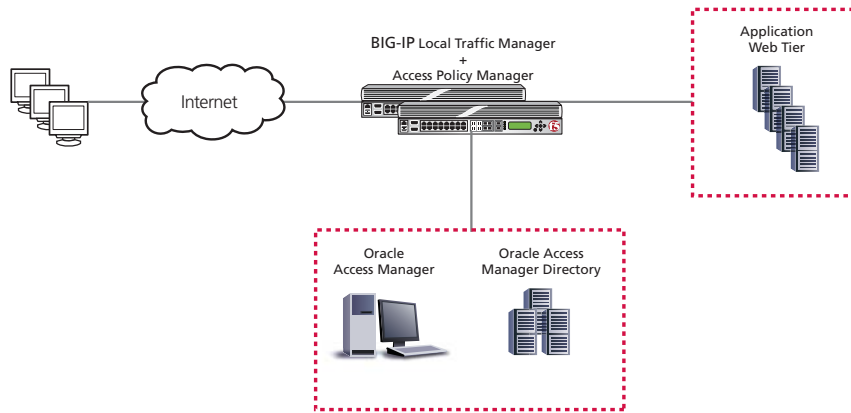 BIG-IP Local Traffic Manager
+
Access Policy Manager
Application
Web Tier
Internet
Oracle
Access Manager
Oracle Access
Manager Directory